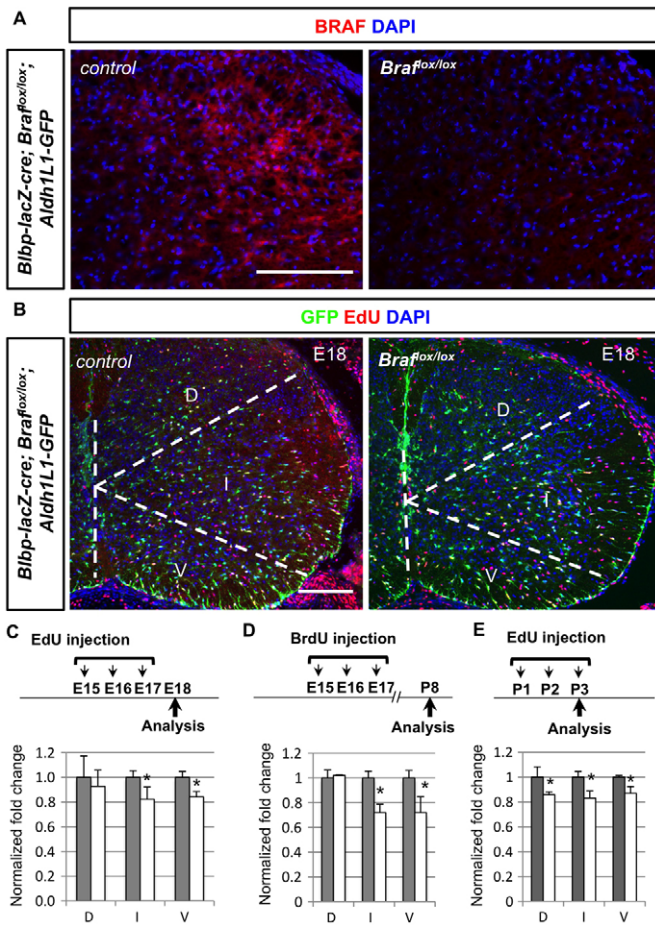 A
BRAF DAPI
Blbp-lacZ-cre; Braflox/lox;
Aldh1L1-GFP
control
Braflox/lox
B
GFP EdU DAPI
Blbp-lacZ-cre; Braflox/lox;
Aldh1L1-GFP
control
E18
D
I
V
Braflox/lox
E18
D
I
V
C
EdU injection
E15 E16 E17 E18
Analysis
Normalized fold change
1.2
1.0
0.8
0.6
0.4
0.2
0.0
*
*
D I V
D
BrdU injection
E15 E16 E17 // P8
Analysis
Normalized fold change
1.2
1.0
0.8
0.6
0.4
0.2
0
*
*
D I V
E
EdU injection
P1 P2 P3
Analysis
Normalized fold change
1.2
1
0.8
0.6
0.4
0.2
0
*
*
*
D I V